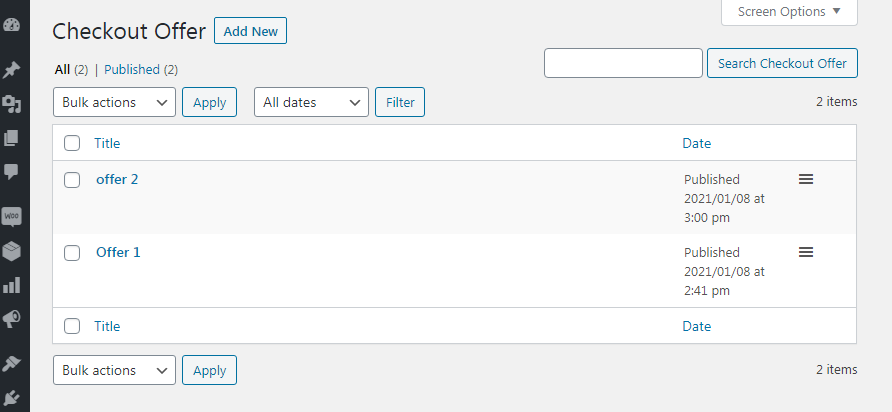 Screen Options ▼
Checkout Offer Add New
All (2) | Published (2)
Search Checkout Offer
Bulk actions Apply All dates Filter 2 items
Title Date
offer 2 Published
2021/01/08 at
3:00 pm
Offer 1 Published
2021/01/08 at
2:41 pm
Title Date
Bulk actions Apply 2 items
WOO